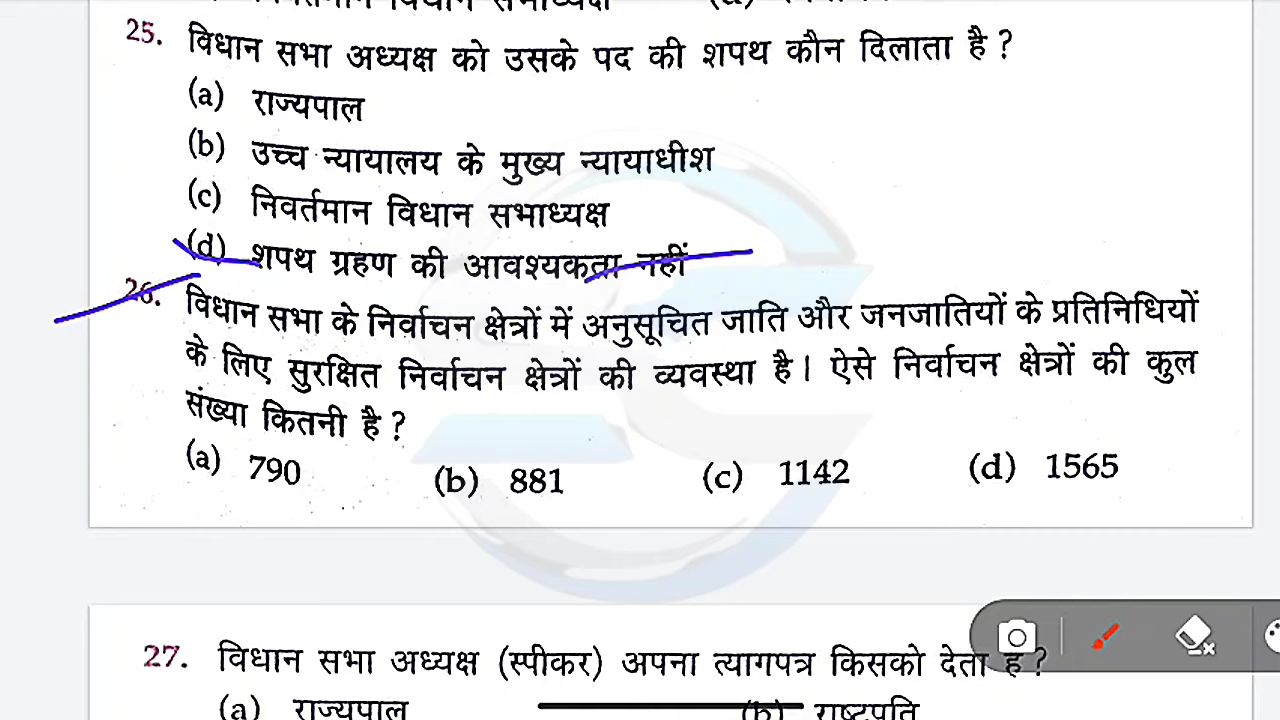 25. विधान सभा अध्यक्ष को उसके पद की शपथ कौन दिलाता है ?
(a) राज्यपाल
(b) उच्च न्यायालय के मुख्य न्यायाधीश
(c) निवर्तमान विधान सभाध्यक्ष
(d) शपथ ग्रहण की आवश्यकता नहीं
26. विधान सभा के निर्वाचन क्षेत्रों में अनुसूचित जाति और जनजातियों के प्रतिनिधियों
के लिए सुरक्षित निर्वाचन क्षेत्रों की व्यवस्था है। ऐसे निर्वाचन क्षेत्रों की कुल
संख्या कितनी है ?
(a) 790 (b) 881 (c) 1142 (d) 1565
27. विधान सभा अध्यक्ष (स्पीकर) अपना त्यागपत्र किसको देता ह ?
(a) राज्यपाल (b) राष्ट्रपति